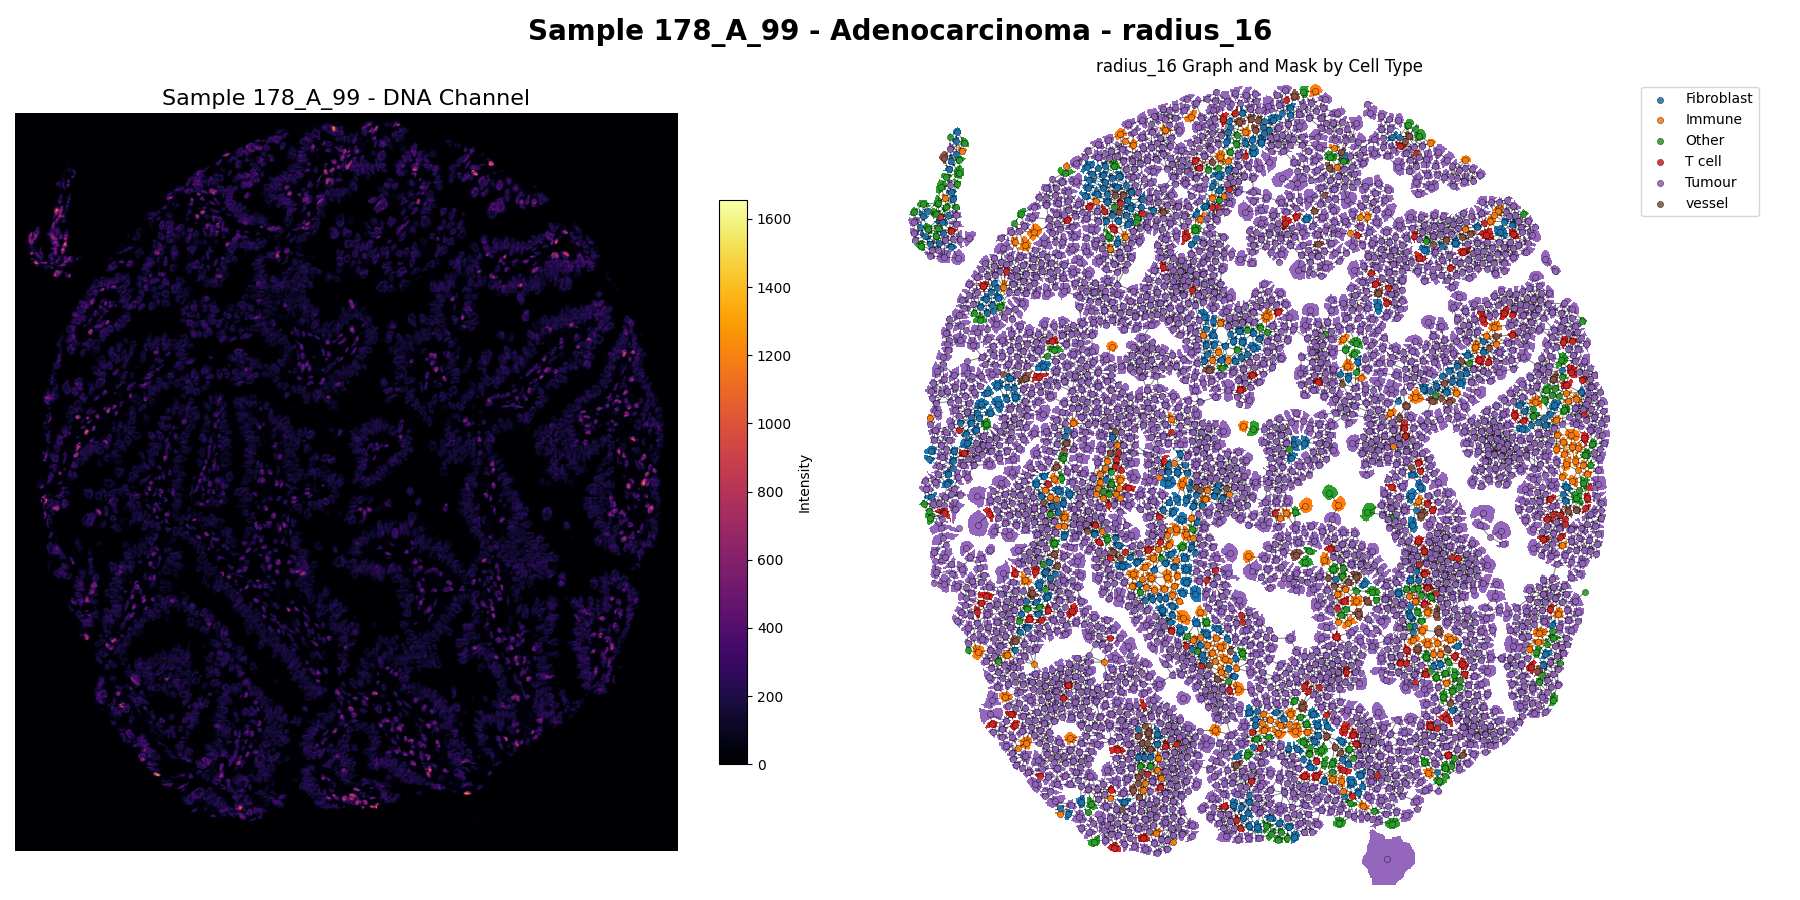 Sample 178_A_99 - Adenocarcinoma - radius_16
Sample 178_A_99 - DNA Channel
1600
1400
1200
1000
800
600
400
200
0
Intensity
radius_16 Graph and Mask by Cell Type
Fibroblast
Immune
Other
T cell
Tumour
vessel